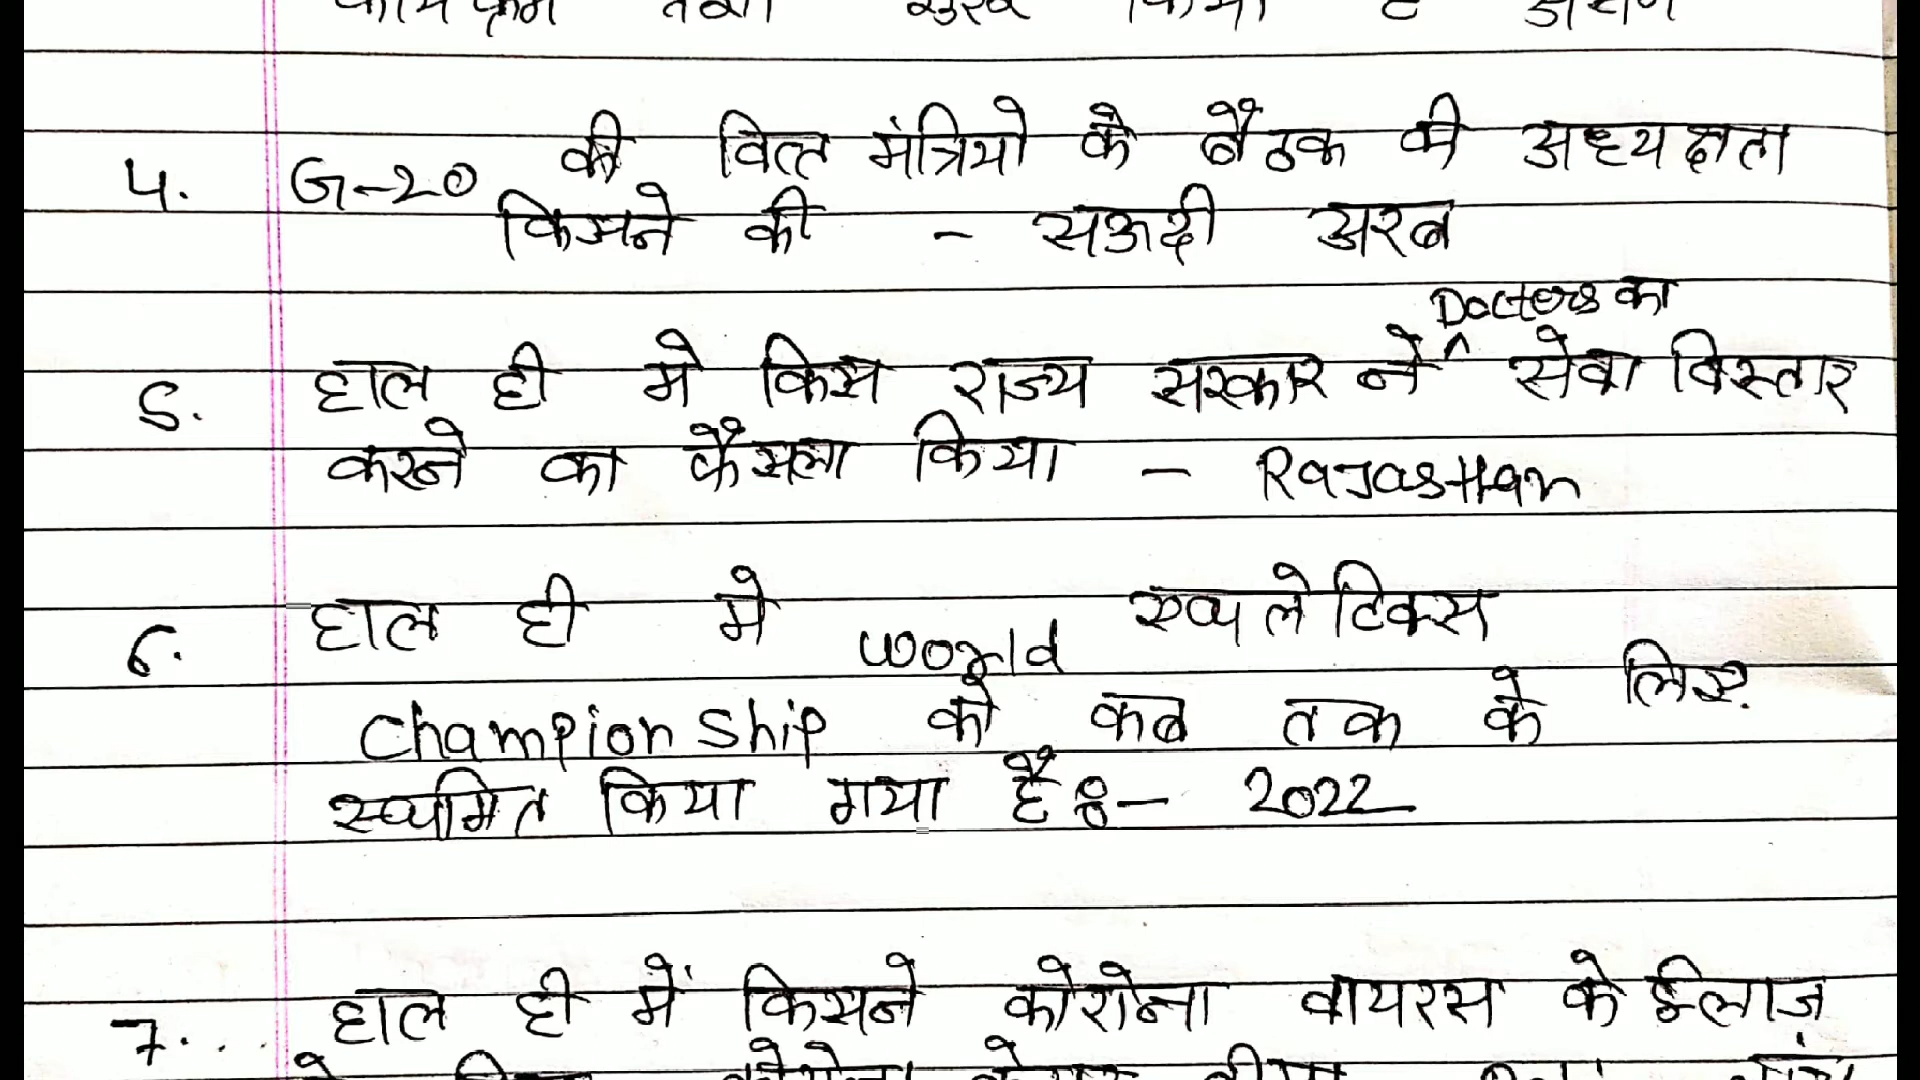 4. G-20 की वित्त मंत्रियो के बैठक की अध्यक्षता
किसने की - सऊदी अरब
Doctors का
5. हाल ही मे किस राज्य सरकार ने ^ सेवा विस्तार
करने का फैसला किया - Rajasthan
6. हाल ही मे World एथलेटिक्स
Championship को कब तक के लिए
स्थगित किया गया है :- 2022
7... हाल ही में किसने कोरोना वायरस के ईलाज़